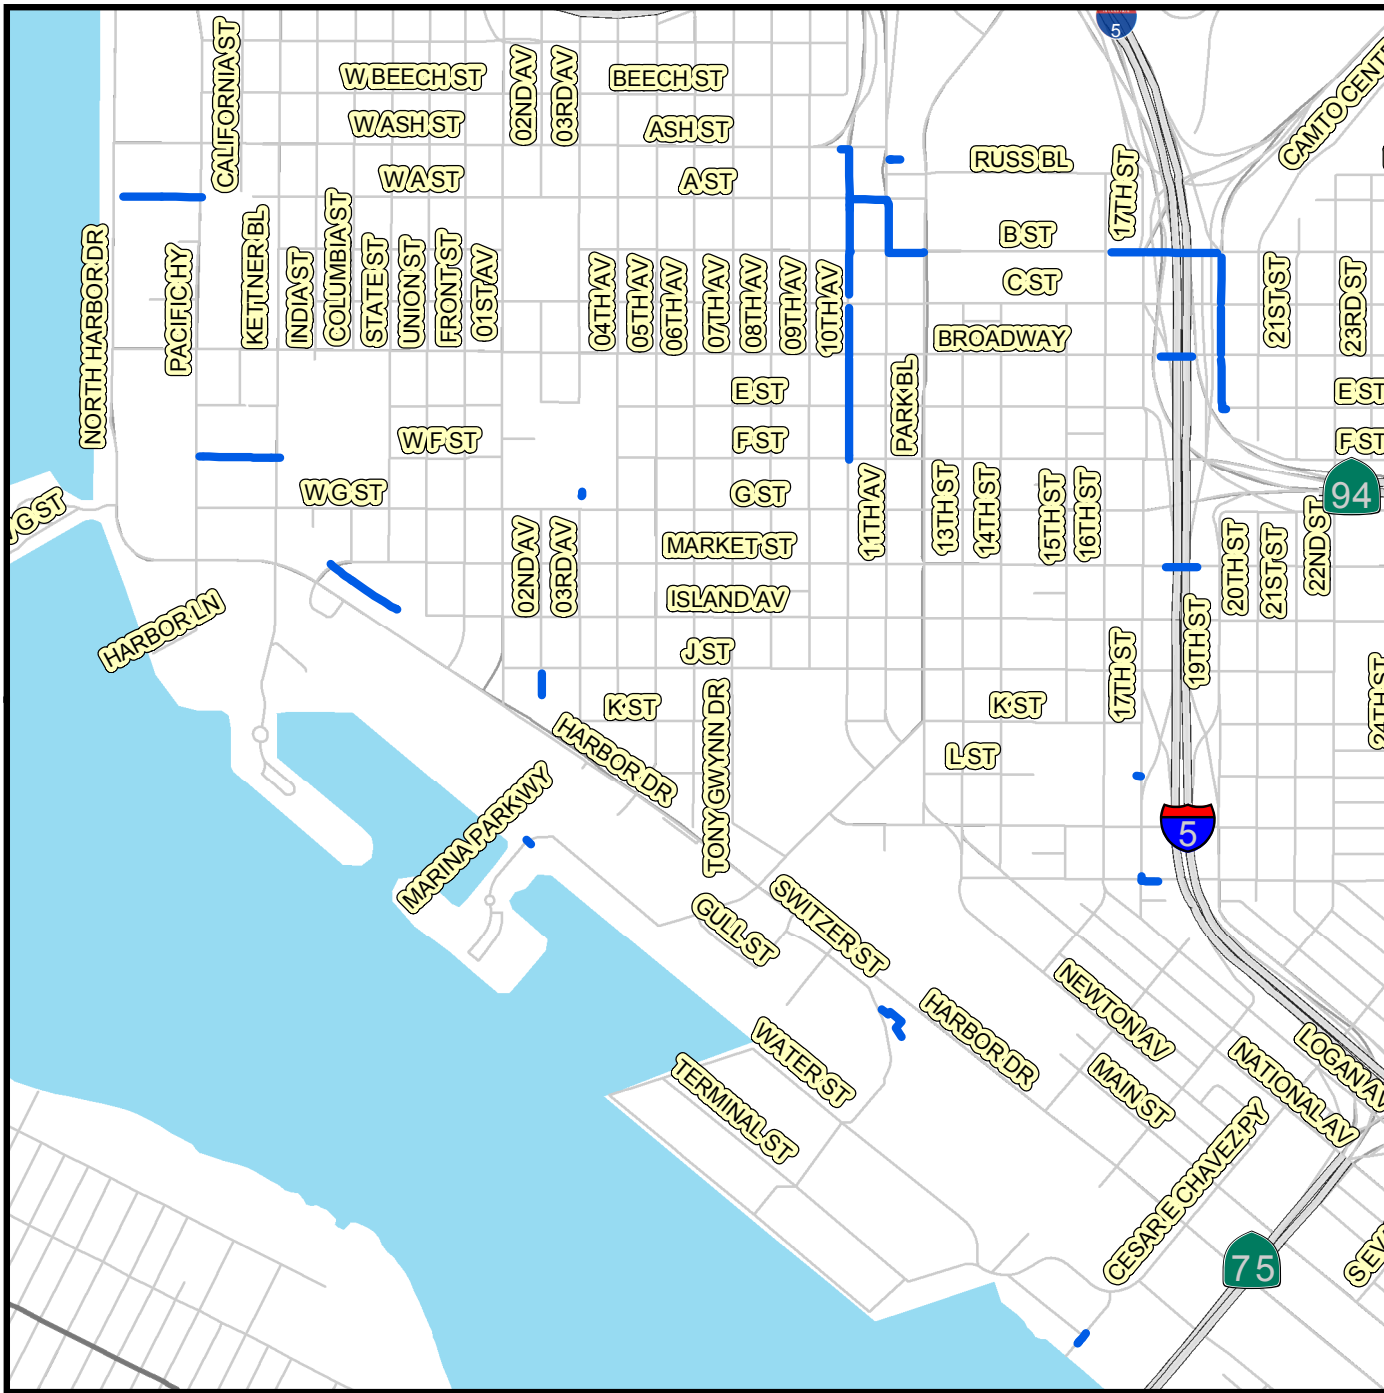 5
CALIFORNIA ST
W BEECH ST
02ND AV
03RD AV
BEECH ST
W ASH ST
ASH ST
W A ST
A ST
RUSS BL
17TH ST
NORTH HARBOR DR
PACIFIC HY
KETTNER BL
INDIA ST
COLUMBIA ST
STATE ST
UNION ST
FRONT ST
01ST AV
04TH AV
05TH AV
06TH AV
07TH AV
08TH AV
09TH AV
10TH AV
B ST
C ST
BROADWAY
21ST ST
23RD ST
E ST
PARK BL
E ST
W F ST
F ST
F ST
W G ST
G ST
94
11TH AV
13TH ST
14TH ST
15TH ST
16TH ST
G ST
02ND AV
03RD AV
MARKET ST
20TH ST
21ST ST
22ND ST
ISLAND AV
HARBOR LN
J ST
17TH ST
19TH ST
24TH ST
K ST
K ST
HARBOR DR
TONY GWYNN DR
L ST
MARINA PARK WY
5
GULL ST
SWITZER ST
NEWTON AV
HARBOR DR
WATER ST
TERMINAL ST
MAIN ST
NATIONAL AV
LOGAN AV
CESAR E CHAVEZ PY
75